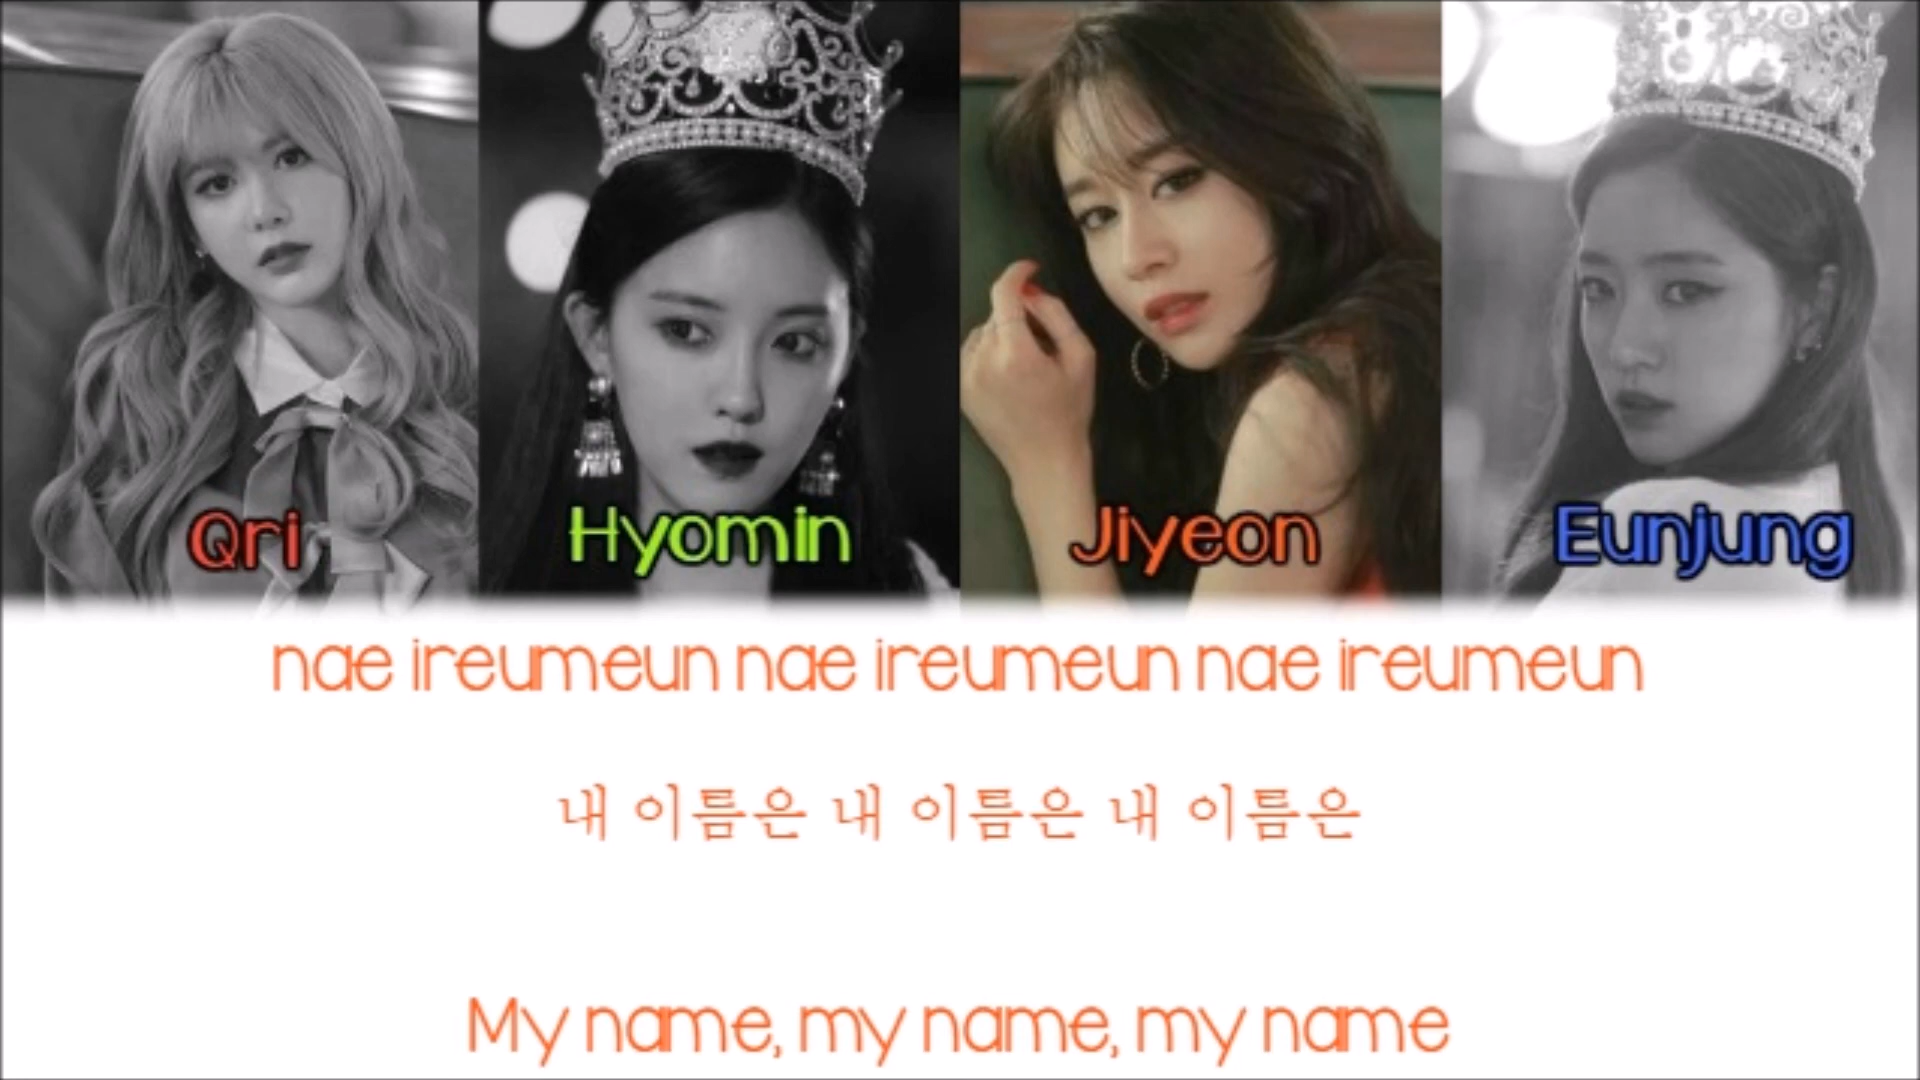 Qri Hyomin Jiyeon Eunjung
nae ireumeun nae ireumeun nae ireumeun
내 이름은 내 이름은 내 이름은
My name, my name, my name